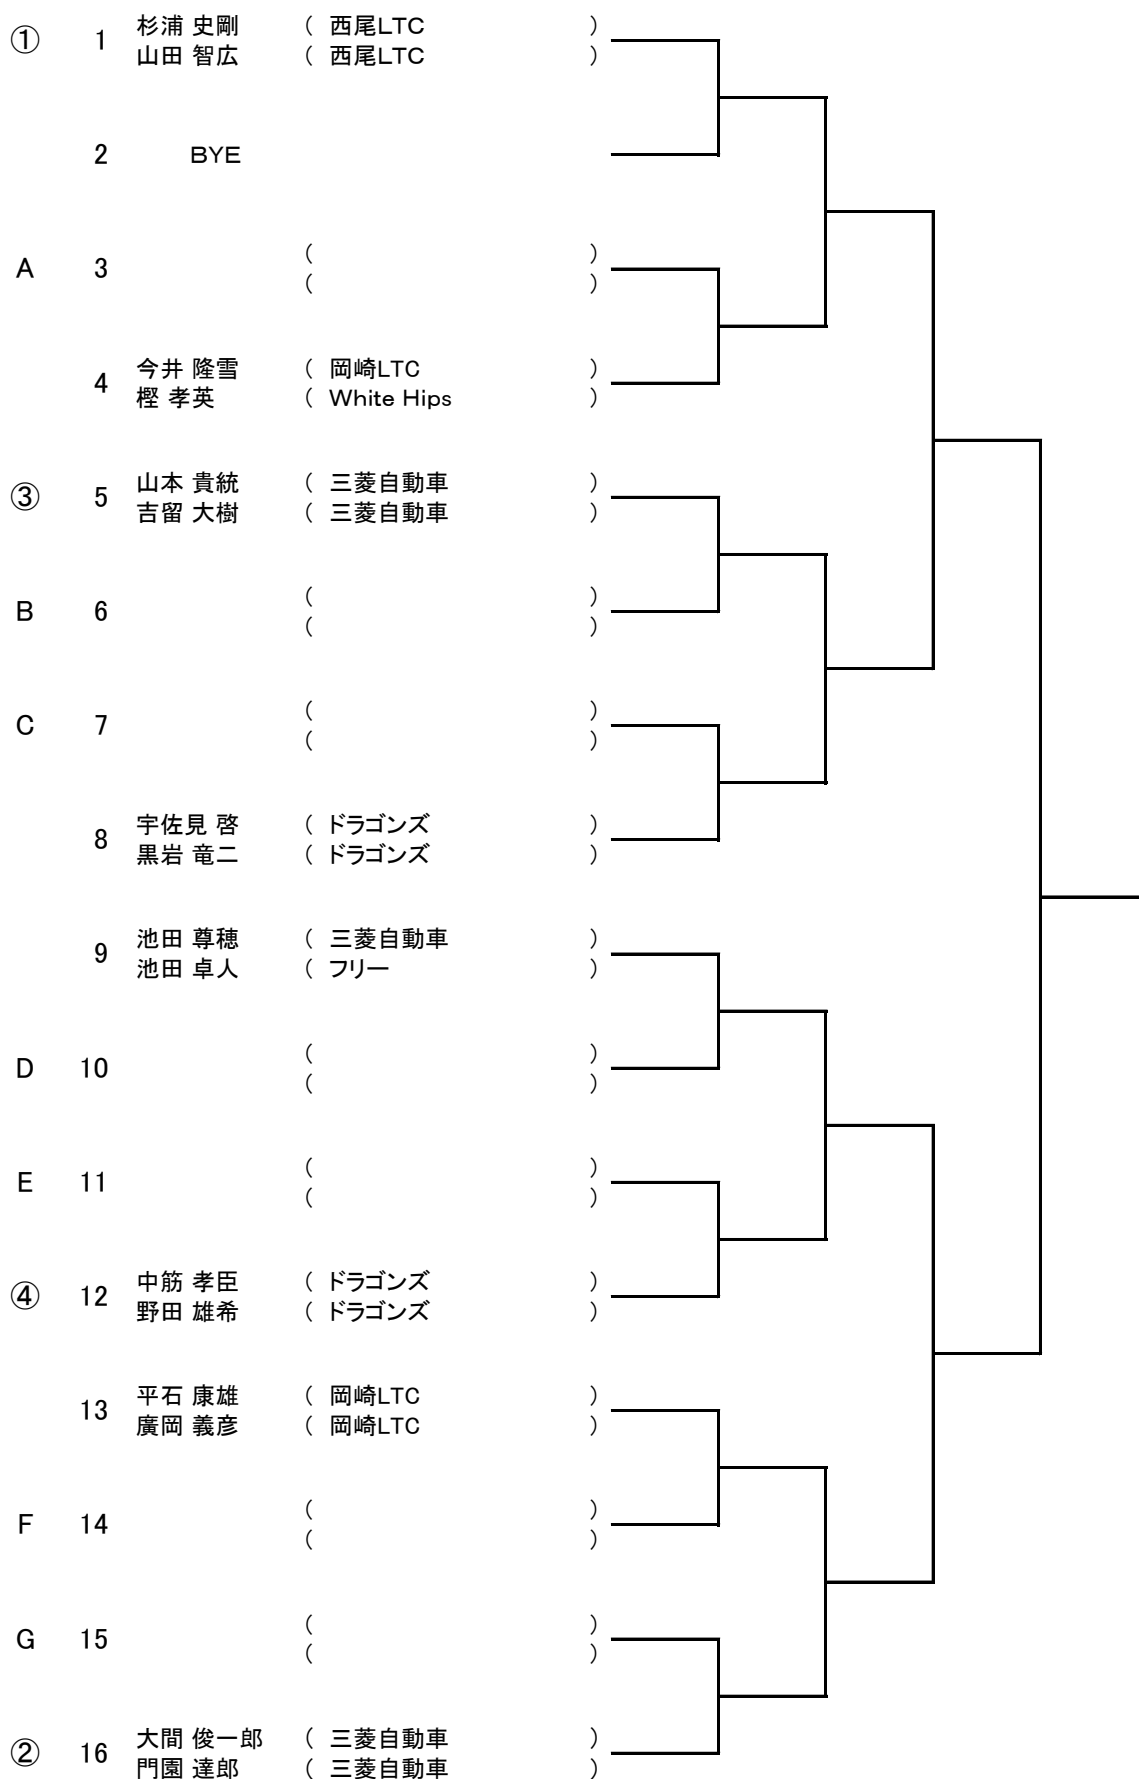 ① 1 杉浦 史剛 ( 西尾LTC )
山田 智広 ( 西尾LTC )
2 BYE
A 3 ( )
( )
4 今井 隆雪 ( 岡崎LTC )
樫 孝英 ( White Hips )
③ 5 山本 貴統 ( 三菱自動車 )
吉留 大樹 ( 三菱自動車 )
B 6 ( )
( )
C 7 ( )
( )
8 宇佐見 啓 ( ドラゴンズ )
黒岩 竜二 ( ドラゴンズ )
9 池田 尊穂 ( 三菱自動車 )
池田 卓人 ( フリー )
D 10 ( )
( )
E 11 ( )
( )
④ 12 中筋 孝臣 ( ドラゴンズ )
野田 雄希 ( ドラゴンズ )
13 平石 康雄 ( 岡崎LTC )
廣岡 義彦 ( 岡崎LTC )
F 14 ( )
( )
G 15 ( )
( )
② 16 大間 俊一郎 ( 三菱自動車 )
門園 達郎 ( 三菱自動車 )